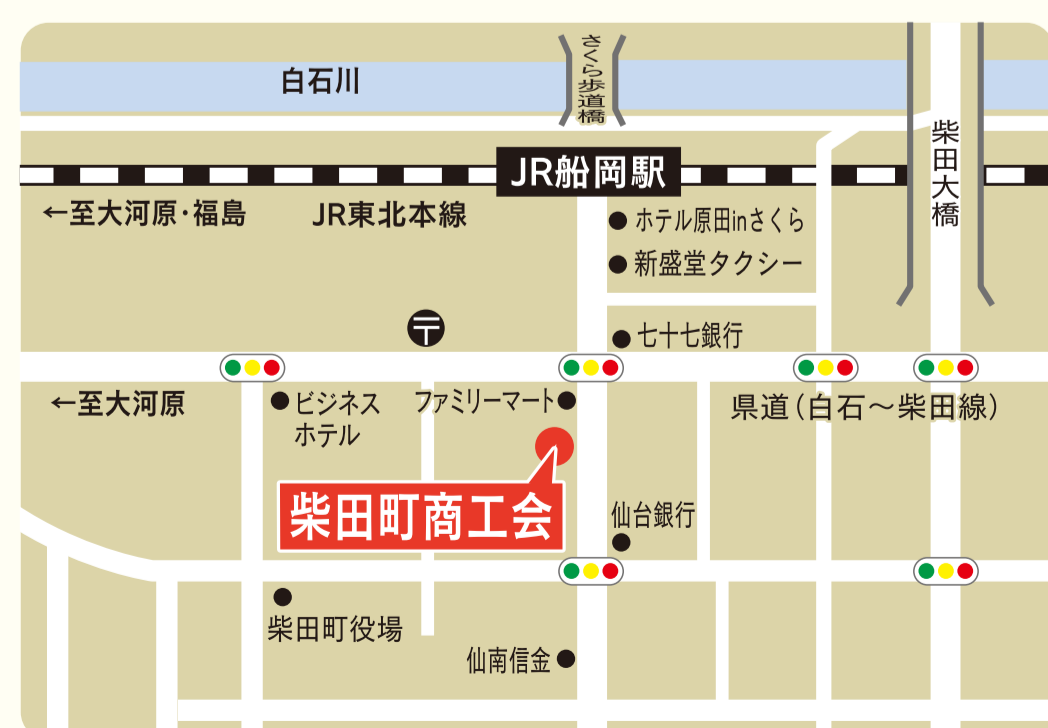 さくら歩道橋
白石川
柴田大橋
JR船岡駅
←至大河原・福島
JR東北本線
ホテル原田inさくら
新盛堂タクシー
〒
七十七銀行
←至大河原
ビジネス
ホテル
ファミリーマート
県道(白石～柴田線)
柴田町商工会
仙台銀行
柴田町役場
仙南信金